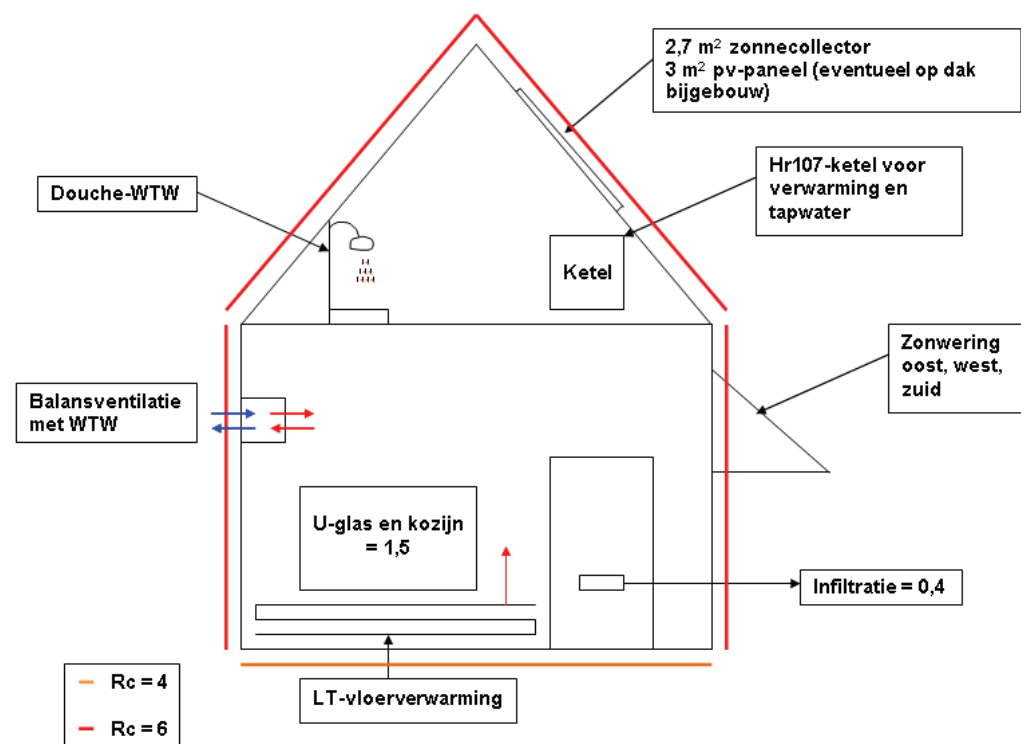 2,7 m² zonnecollector
3 m² pv-paneel (eventueel op dak
bijgebouw)
Hr107-ketel voor
verwarming en
tapwater
Douche-WTW
Ketel
Zonwering
oost, west,
zuid
Balansventilatie
met WTW
U-glas en kozijn
= 1,5
Infiltratie = 0,4
LT-vloerverwarming
Rc = 4
Rc = 6